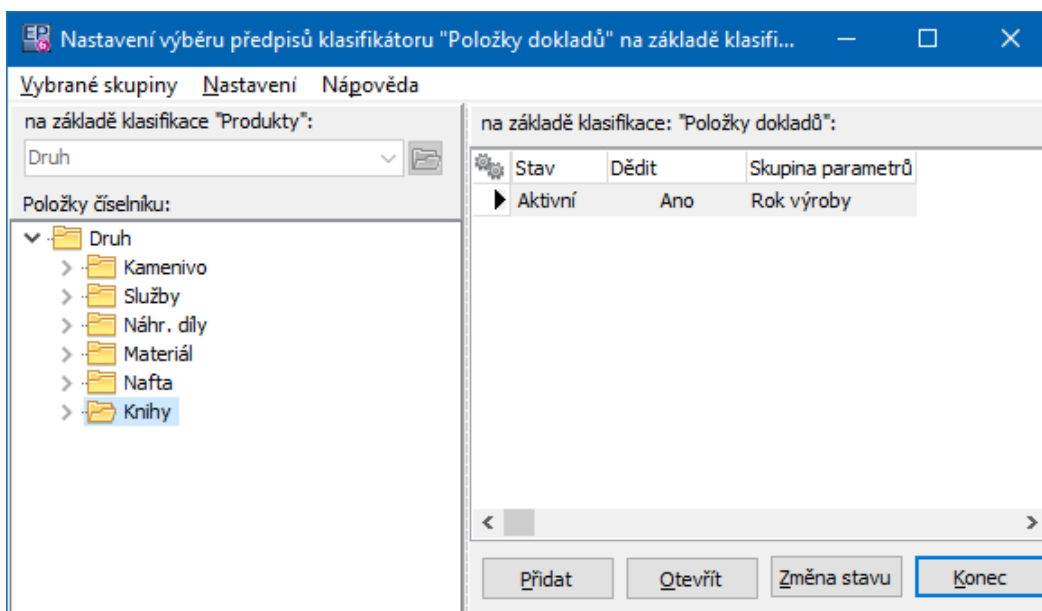 Nastavení výběru předpisů klasifikátoru "Položky dokladů" na základě klasifi...
Vybrané skupiny Nastavení Nápověda
na základě klasifikace "Produkty":
Druh
Položky číselníku:
Druh
Kamenivo
Služby
Náhr. díly
Materiál
Nafta
Knihy
na základě klasifikace: "Položky dokladů":
Stav Dědit Skupina parametrů
Aktivní Ano Rok výroby
Přidat Otevřít Změna stavu Konec